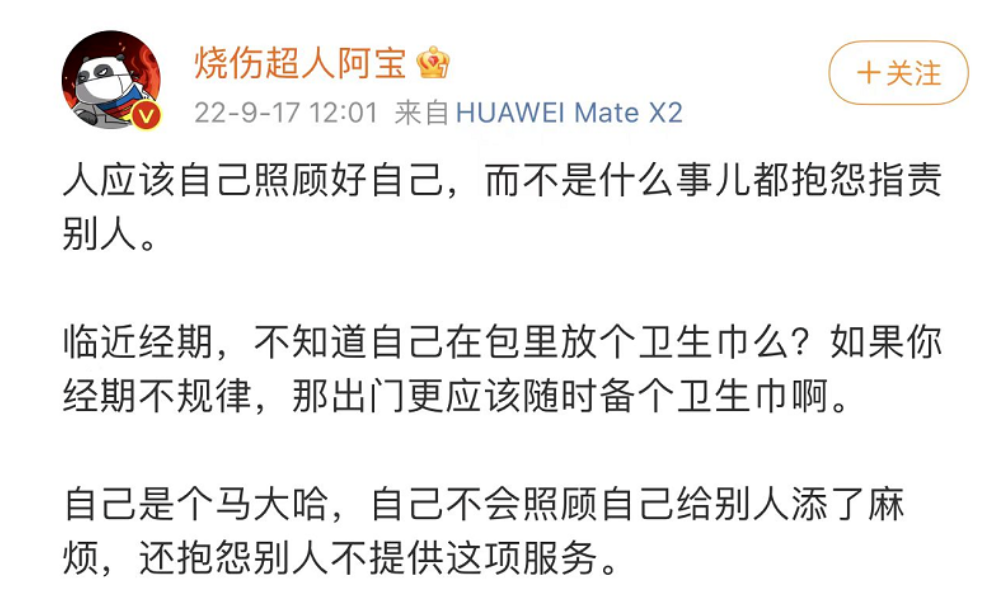 烧伤超人阿宝
+关注
22-9-17 12:01 来自HUAWEI Mate X2
人应该自己照顾好自己，而不是什么事儿都抱怨指责
别人。
临近经期，不知道自己在包里放个卫生巾么？如果你
经期不规律，那出门更应该随时备个卫生巾啊。
自己是个马大哈，自己不会照顾自己给别人添了麻
烦，还抱怨别人不提供这项服务。